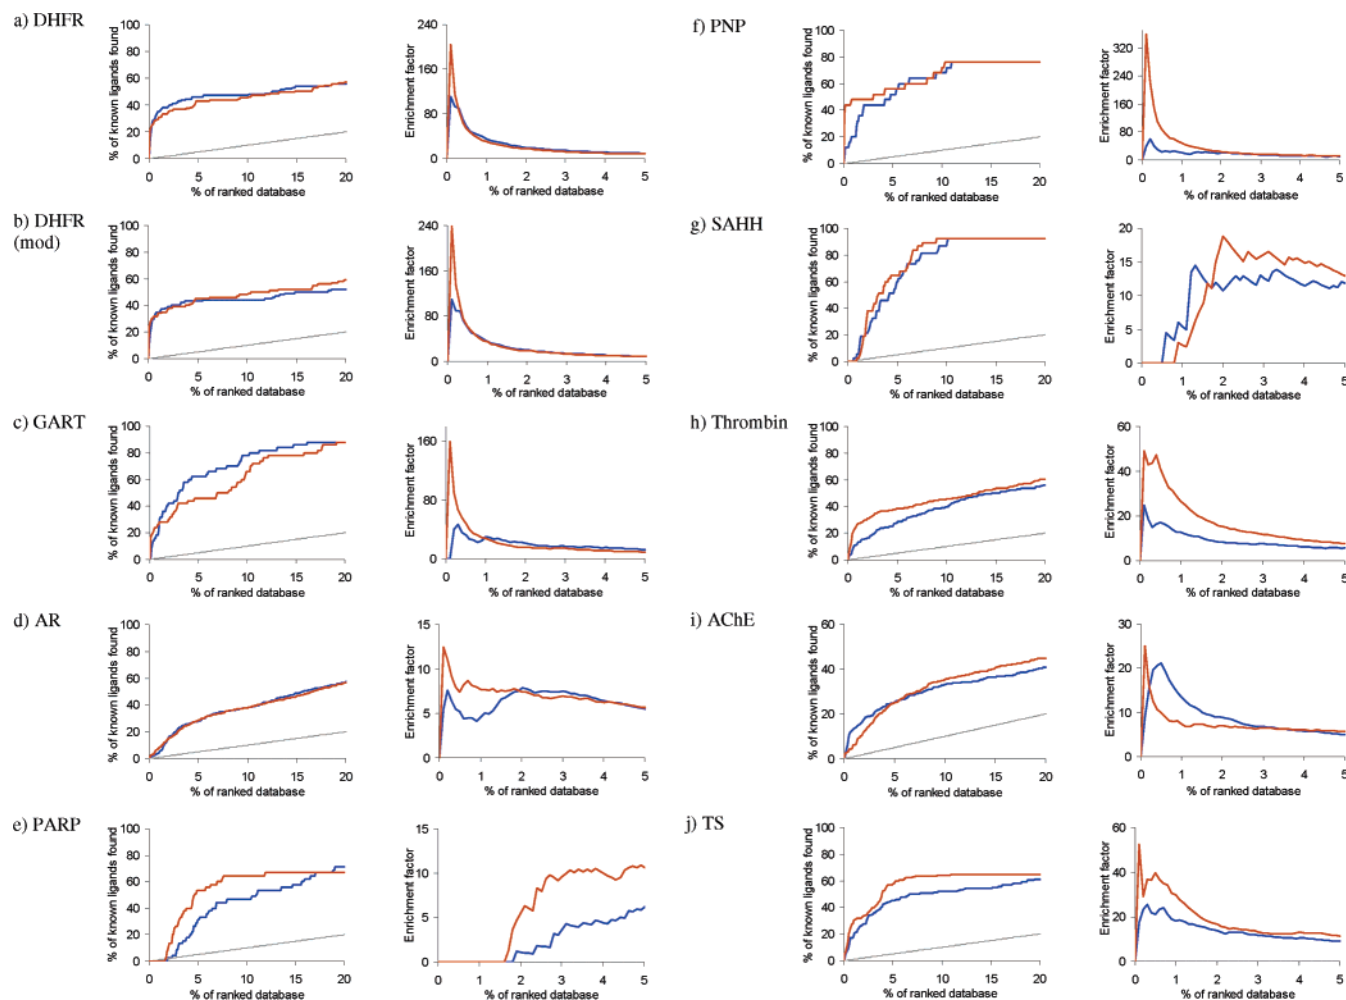 a) DHFR
% of known ligands found
100
80
60
40
20
0
0 5 10 15 20
% of ranked database
Enrichment factor
240
160
80
0
0 1 2 3 4 5
% of ranked database
b) DHFR
(mod)
% of known ligands found
100
80
60
40
20
0
0 5 10 15 20
% of ranked database
Enrichment factor
240
160
80
0
0 1 2 3 4 5
% of ranked database
c) GART
% of known ligands found
100
80
60
40
20
0
0 5 10 15 20
% of ranked database
Enrichment factor
160
80
0
0 1 2 3 4 5
% of ranked database
d) AR
% of known ligands found
100
80
60
40
20
0
0 5 10 15 20
% of ranked database
Enrichment factor
15
10
5
0
0 1 2 3 4 5
% of ranked database
e) PARP
% of known ligands found
100
80
60
40
20
0
0 5 10 15 20
% of ranked database
Enrichment factor
15
10
5
0
0 1 2 3 4 5
% of ranked database
f) PNP
% of known ligands found
100
80
60
40
20
0
0 5 10 15 20
% of ranked database
Enrichment factor
320
240
160
80
0
0 1 2 3 4 5
% of ranked database
g) SAHH
% of known ligands found
100
80
60
40
20
0
0 5 10 15 20
% of ranked database
Enrichment factor
20
15
10
5
0
0 1 2 3 4 5
% of ranked database
h) Thrombin
% of known ligands found
100
80
60
40
20
0
0 5 10 15 20
% of ranked database
Enrichment factor
60
40
20
0
0 1 2 3 4 5
% of ranked database
i) AChE
% of known ligands found
60
40
20
0
0 5 10 15 20
% of ranked database
Enrichment factor
30
20
10
0
0 1 2 3 4 5
% of ranked database
j) TS
% of known ligands found
100
80
60
40
20
0
0 5 10 15 20
% of ranked database
Enrichment factor
60
40
20
0
0 1 2 3 4 5
% of ranked database